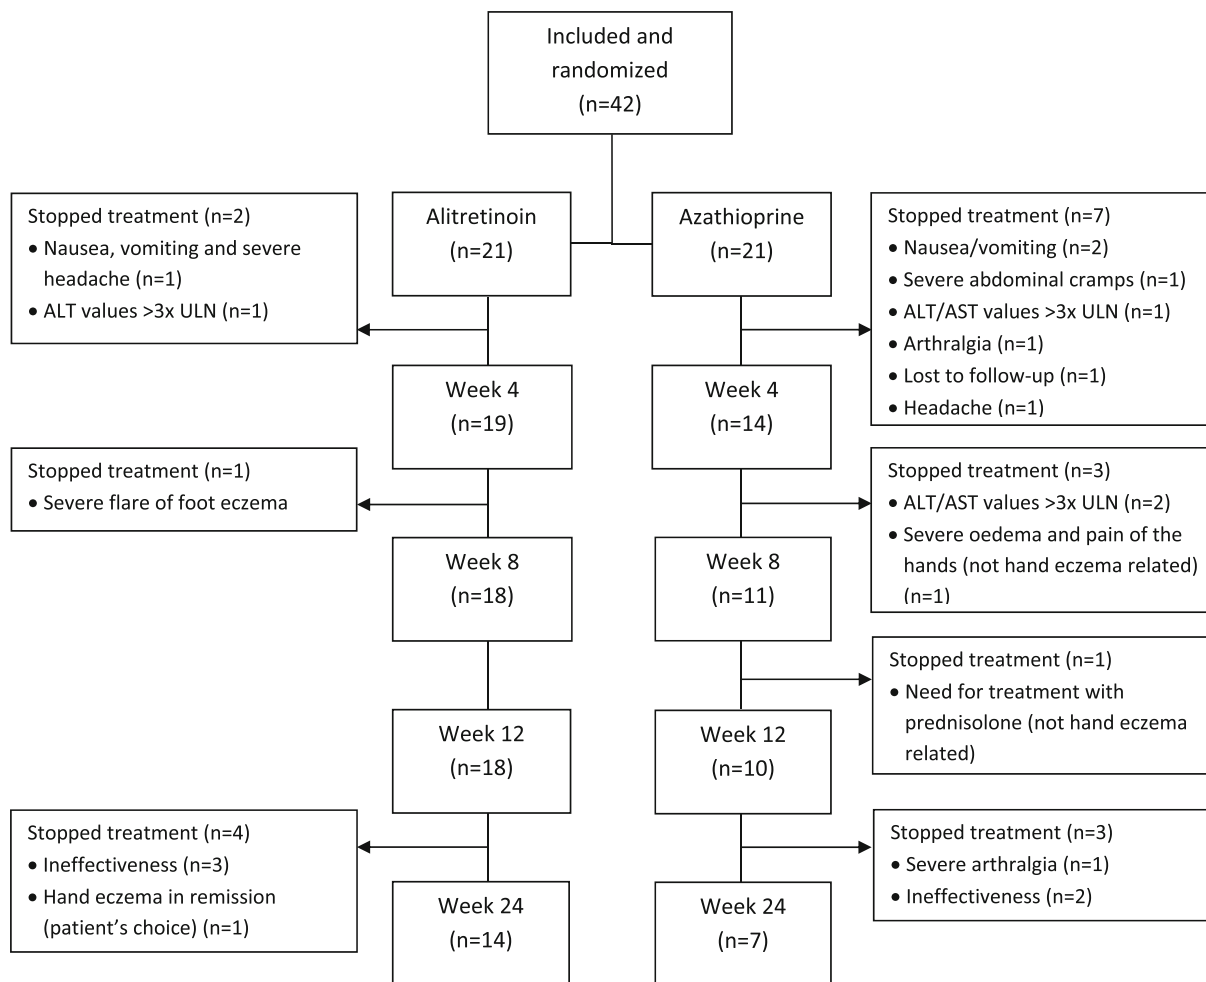 Included and
randomized
(n=42)
Alitretinoin
(n=21)
Azathioprine
(n=21)
Stopped treatment (n=2)
• Nausea, vomiting and severe
headache (n=1)
• ALT values >3x ULN (n=1)
Stopped treatment (n=7)
• Nausea/vomiting (n=2)
• Severe abdominal cramps (n=1)
• ALT/AST values >3x ULN (n=1)
• Arthralgia (n=1)
• Lost to follow-up (n=1)
• Headache (n=1)
Week 4
(n=19)
Week 4
(n=14)
Stopped treatment (n=1)
• Severe flare of foot eczema
Stopped treatment (n=3)
• ALT/AST values >3x ULN (n=2)
• Severe oedema and pain of the
hands (not hand eczema related)
(n=1)
Week 8
(n=18)
Week 8
(n=11)
Stopped treatment (n=1)
• Need for treatment with
prednisolone (not hand eczema
related)
Week 12
(n=18)
Week 12
(n=10)
Stopped treatment (n=4)
• Ineffectiveness (n=3)
• Hand eczema in remission
(patient’s choice) (n=1)
Stopped treatment (n=3)
• Severe arthralgia (n=1)
• Ineffectiveness (n=2)
Week 24
(n=14)
Week 24
(n=7)